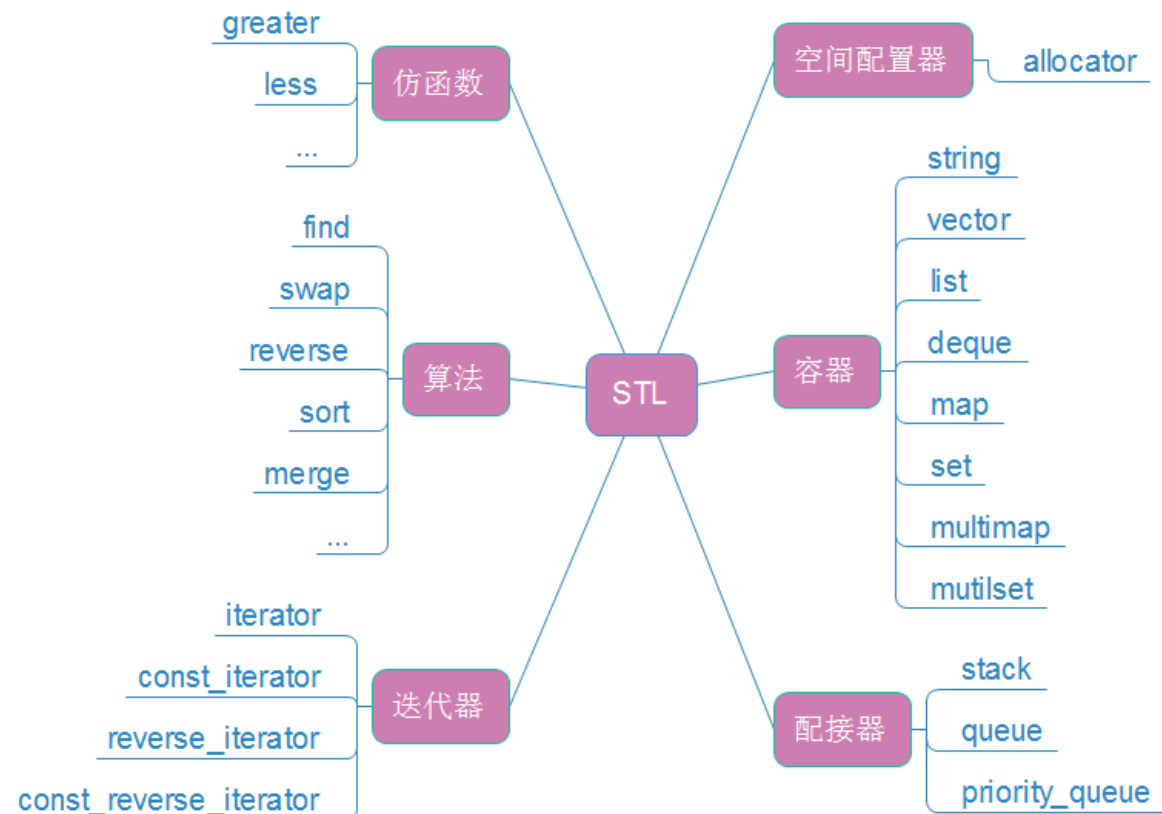 STL
仿函数
greater
less
...
算法
find
swap
reverse
sort
merge
...
迭代器
iterator
const_iterator
reverse_iterator
const_reverse_iterator
空间配置器
allocator
容器
string
vector
list
deque
map
set
multimap
mutilset
配接器
stack
queue
priority_queue